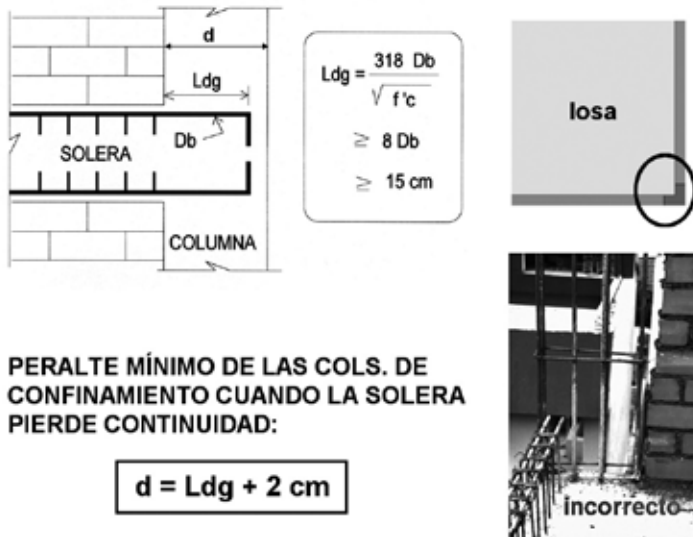 d
Ldg
Db
SOLERA
COLUMNA
Ldg = 318 Db / √ f'c
≥ 8 Db
≥ 15 cm
losa
PERALTE MÍNIMO DE LAS COLS. DE
CONFINAMIENTO CUANDO LA SOLERA
PIERDE CONTINUIDAD:
d = Ldg + 2 cm
incorrecto